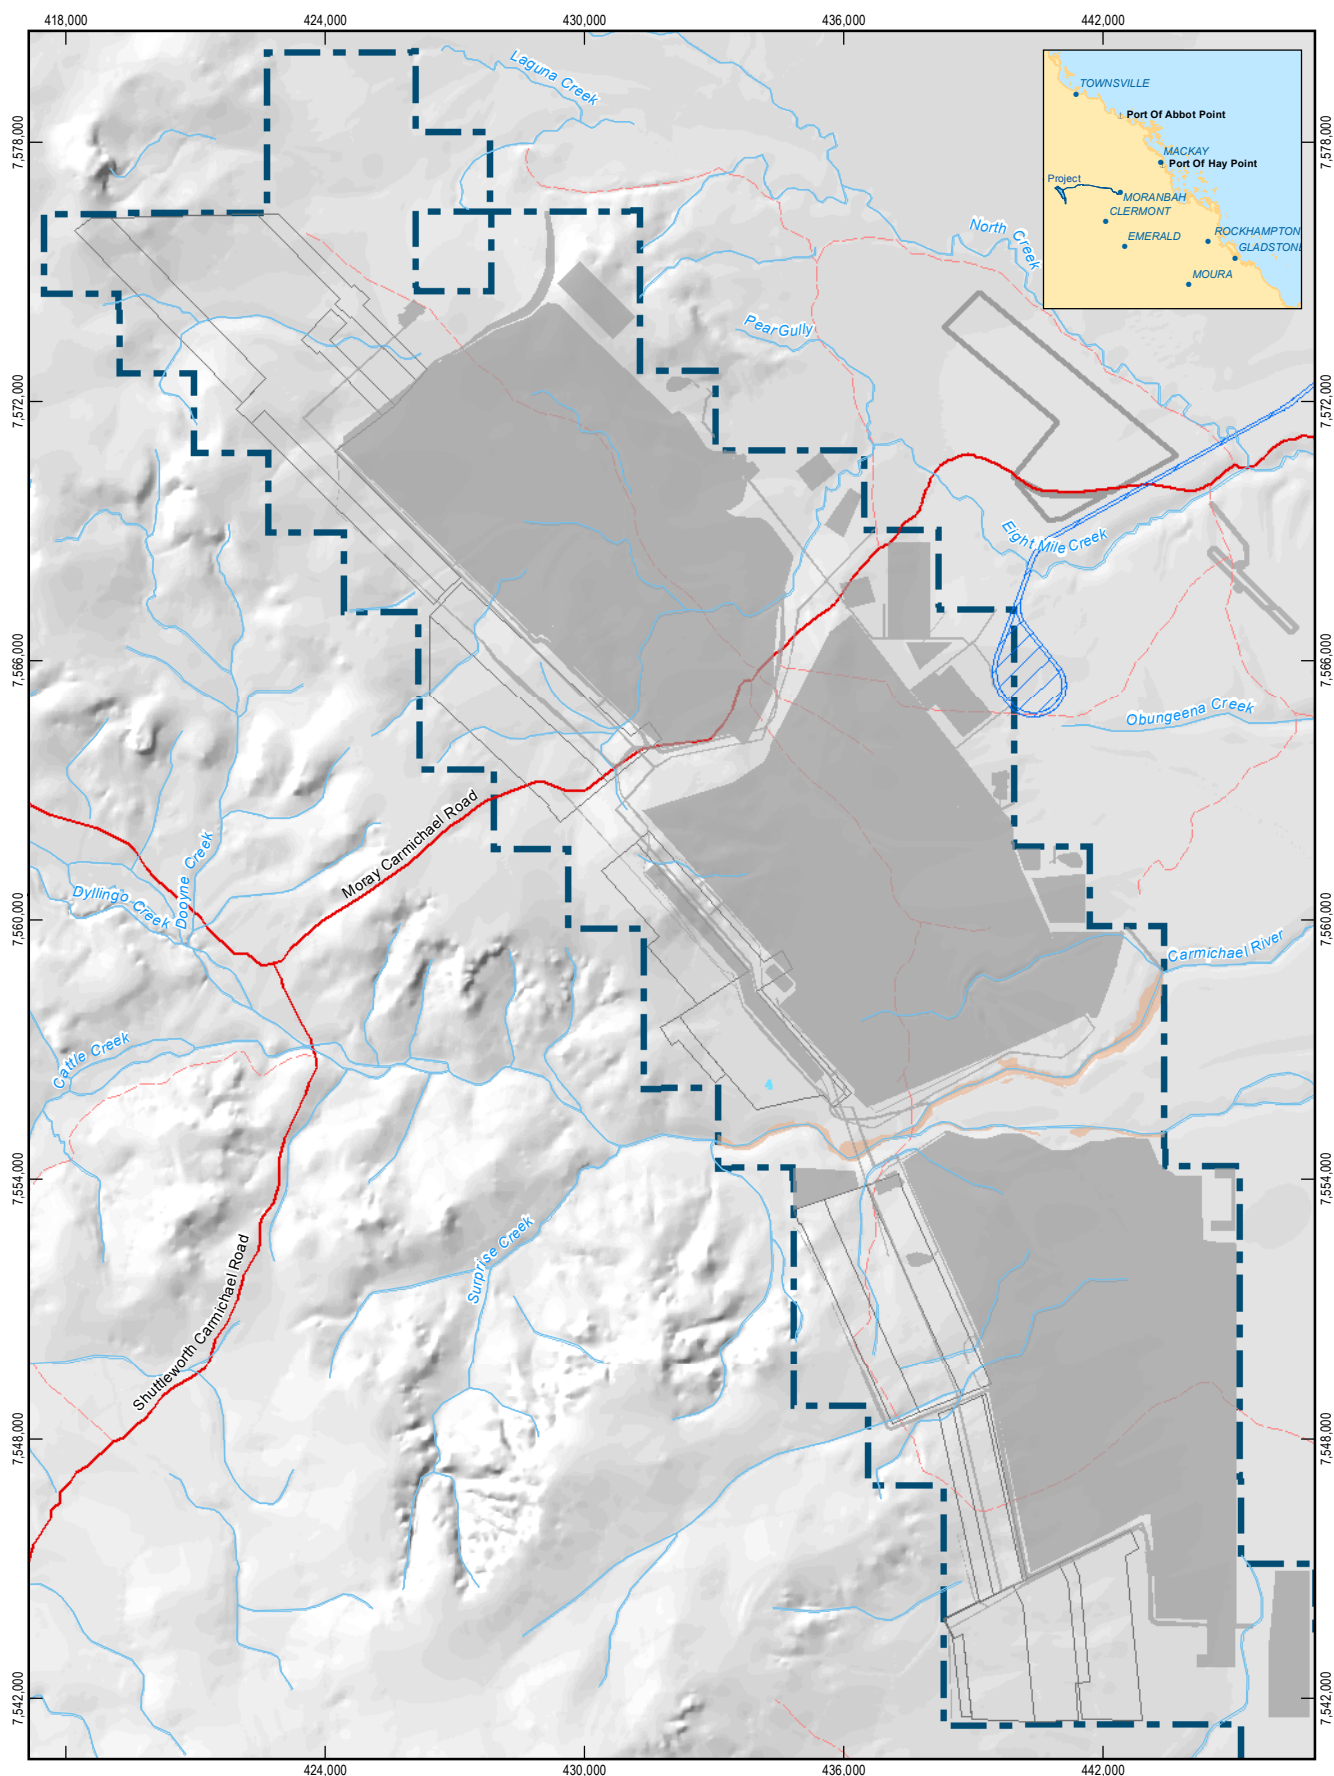 418,000
424,000
430,000
436,000
442,000
Laguna Creek
TOWNSVILLE
Port Of Abbot Point
MACKAY
Port Of Hay Point
Project
MORANBAH
CLERMONT
EMERALD
ROCKHAMPTON
GLADSTONE
MOURA
7,578,000
7,578,000
North Creek
Pear Gully
7,572,000
7,572,000
Eight Mile Creek
7,566,000
7,566,000
Obungeena Creek
Moray Carmichael Road
Dooyne Creek
Dyllingo Creek
7,560,000
7,560,000
Carmichael River
Cattle Creek
7,554,000
7,554,000
Surprise Creek
Shuttleworth Carmichael Road
7,548,000
7,548,000
7,542,000
7,542,000
424,000
430,000
436,000
442,000